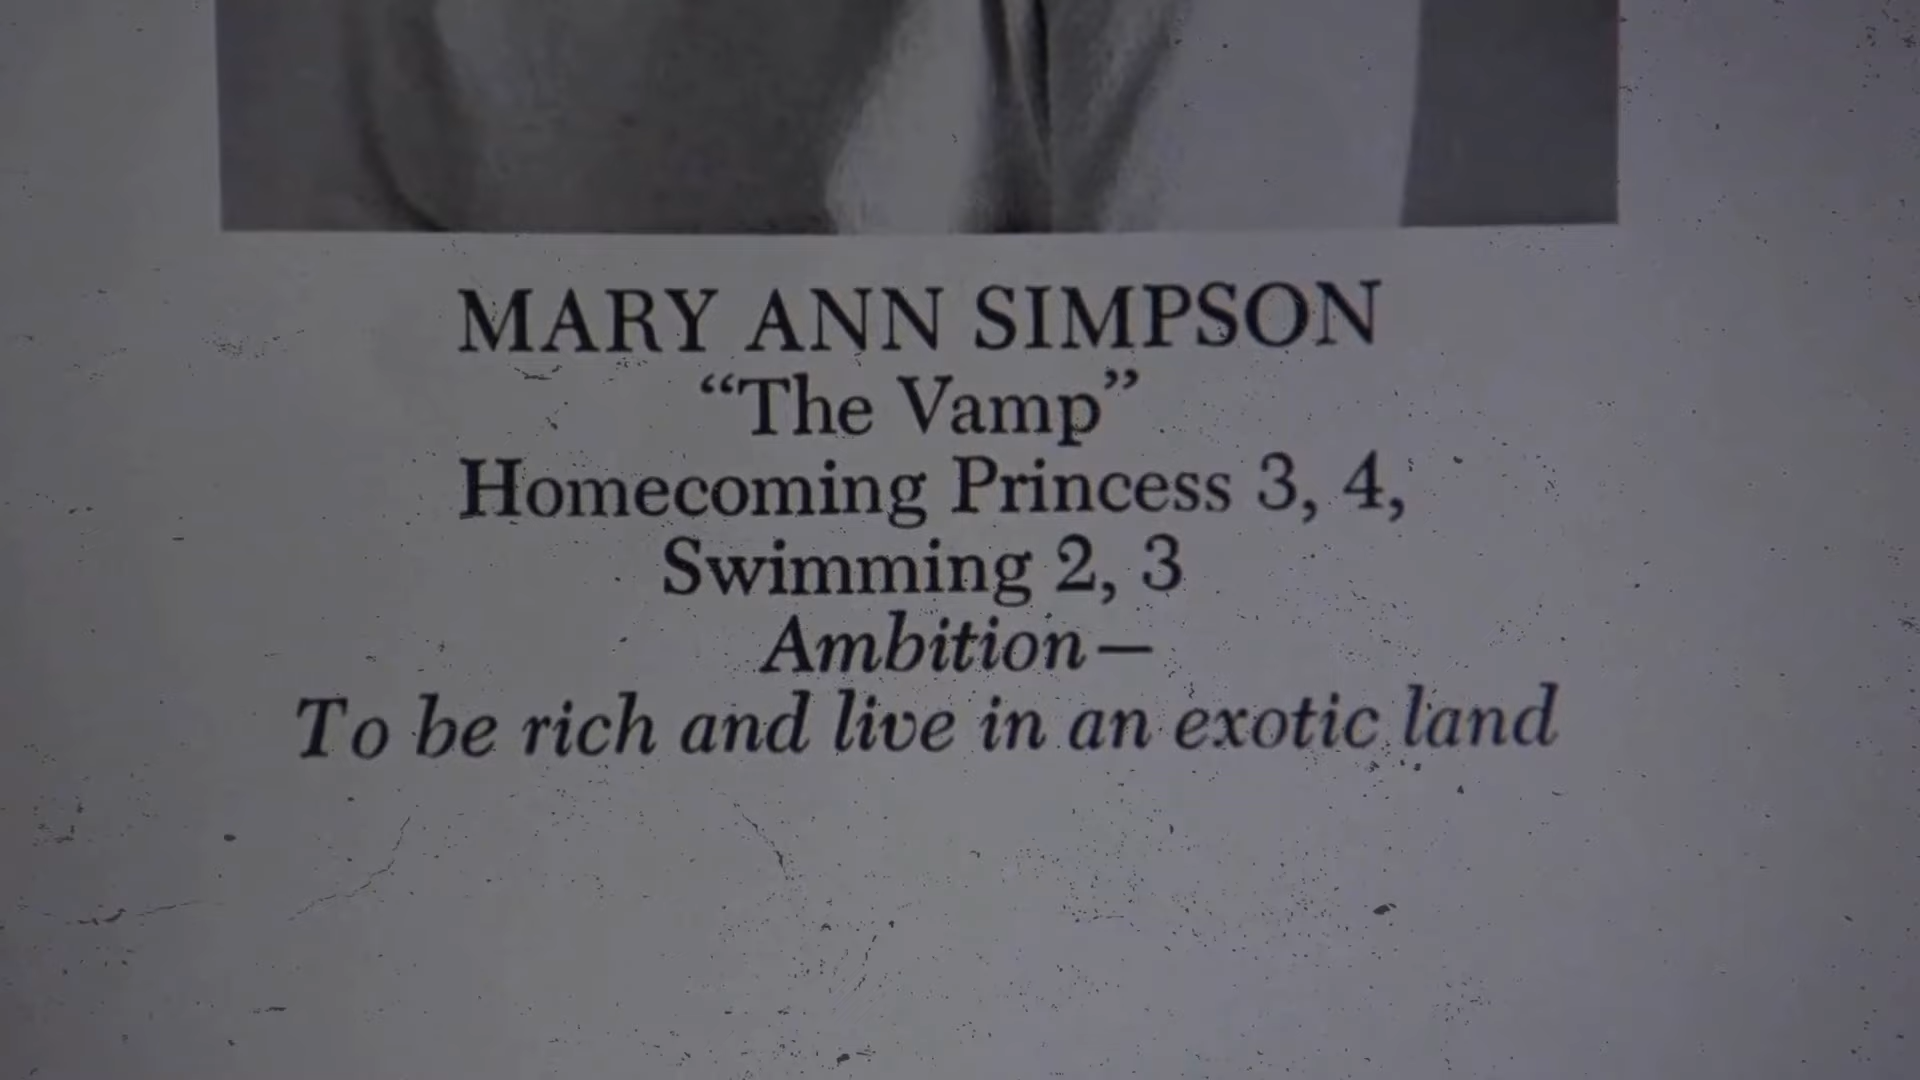 MARY ANN SIMPSON
“The Vamp”
Homecoming Princess 3, 4,
Swimming 2, 3
Ambition—
To be rich and live in an exotic land